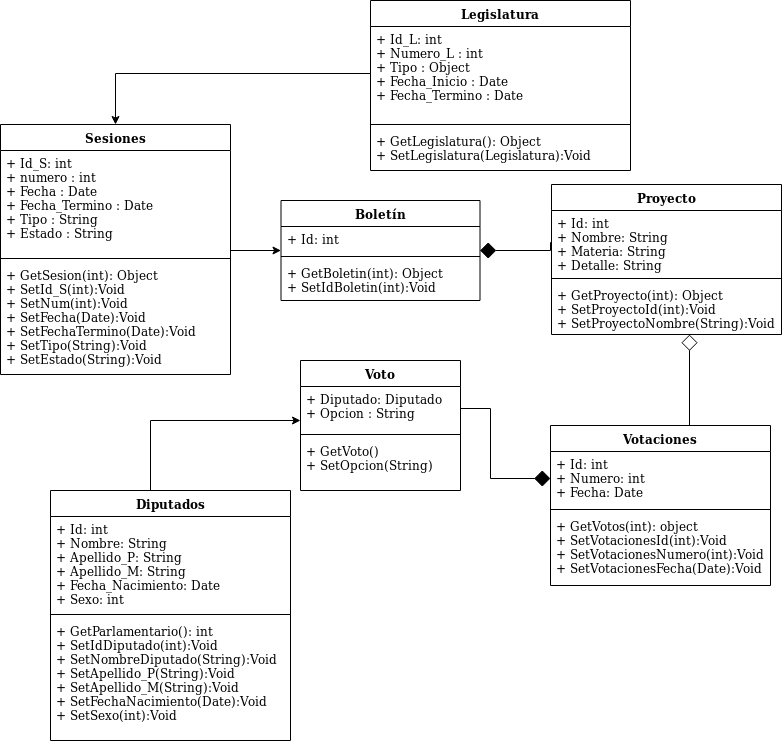 Legislatura
+ Id_L: int
+ Numero_L : int
+ Tipo : Object
+ Fecha_Inicio : Date
+ Fecha_Termino : Date
+ GetLegislatura(): Object
+ SetLegislatura(Legislatura):Void
Sesiones
+ Id_S: int
+ numero : int
+ Fecha : Date
+ Fecha_Termino : Date
+ Tipo : String
+ Estado : String
+ GetSesion(int): Object
+ SetId_S(int):Void
+ SetNum(int):Void
+ SetFecha(Date):Void
+ SetFechaTermino(Date):Void
+ SetTipo(String):Void
+ SetEstado(String):Void
Boletín
+ Id: int
+ GetBoletin(int): Object
+ SetIdBoletin(int):Void
Proyecto
+ Id: int
+ Nombre: String
+ Materia: String
+ Detalle: String
+ GetProyecto(int): Object
+ SetProyectoId(int):Void
+ SetProyectoNombre(String):Void
Voto
+ Diputado: Diputado
+ Opcion : String
+ GetVoto()
+ SetOpcion(String)
Votaciones
+ Id: int
+ Numero: int
+ Fecha: Date
+ GetVotos(int): object
+ SetVotacionesId(int):Void
+ SetVotacionesNumero(int):Void
+ SetVotacionesFecha(Date):Void
Diputados
+ Id: int
+ Nombre: String
+ Apellido_P: String
+ Apellido_M: String
+ Fecha_Nacimiento: Date
+ Sexo: int
+ GetParlamentario(): int
+ SetIdDiputado(int):Void
+ SetNombreDiputado(String):Void
+ SetApellido_P(String):Void
+ SetApellido_M(String):Void
+ SetFechaNacimiento(Date):Void
+ SetSexo(int):Void